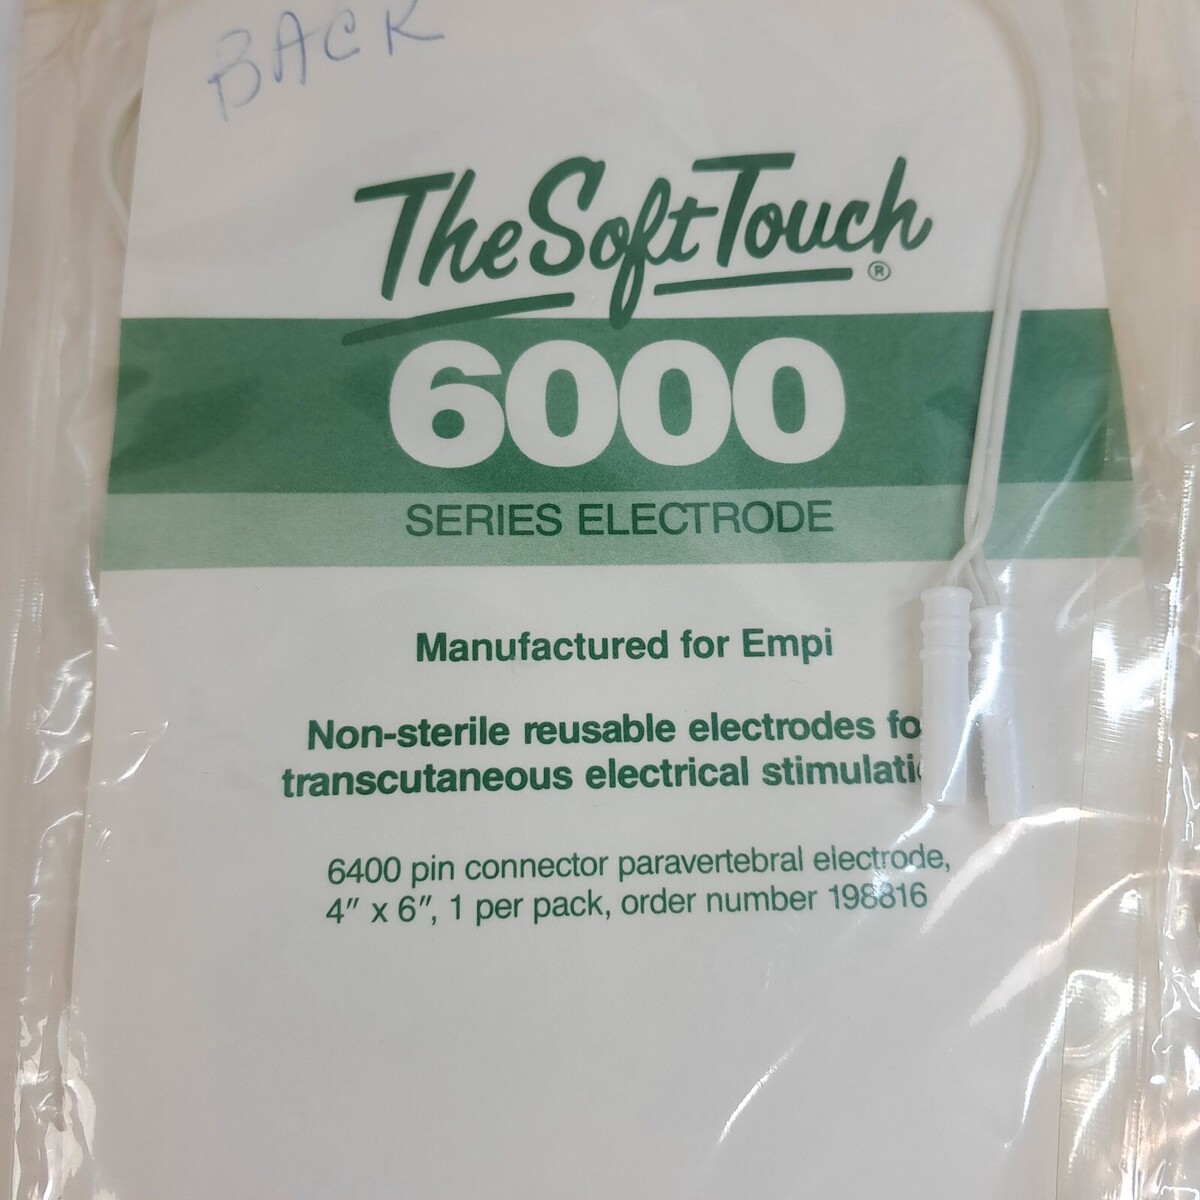 BACK
The Soft Touch ®
6000
SERIES ELECTRODE
Manufactured for Empi
Non-sterile reusable electrodes fo
transcutaneous electrical stimulati
6400 pin connector paravertebral electrode,
4" x 6", 1 per pack, order number 198816